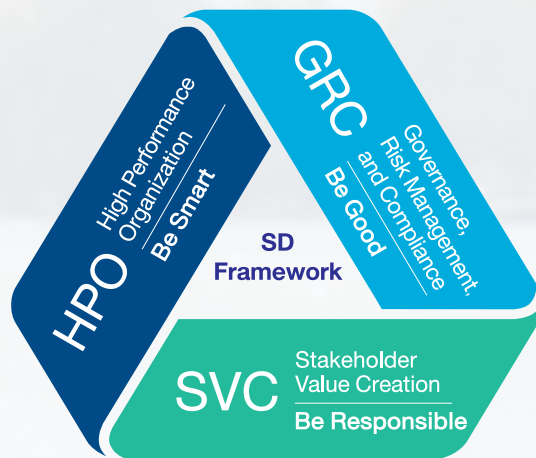 HPO
High Performance
Organization
Be Smart
GRC
Governance,
Risk Management,
and Compliance
Be Good
SD
Framework
SVC
Stakeholder
Value Creation
Be Responsible